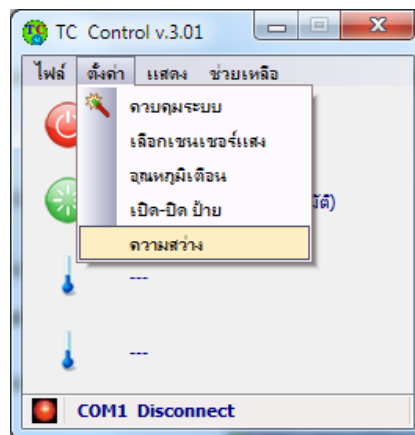 TC Control v.3.01
ไฟล์ ตั้งค่า แสดง ช่วยเหลือ
ควบคุมระบบ
เลือกเซนเซอร์แสง
อุณหภูมิเตือน
เปิด-ปิด ป้าย
ความสว่าง
---
---
COM1 Disconnect